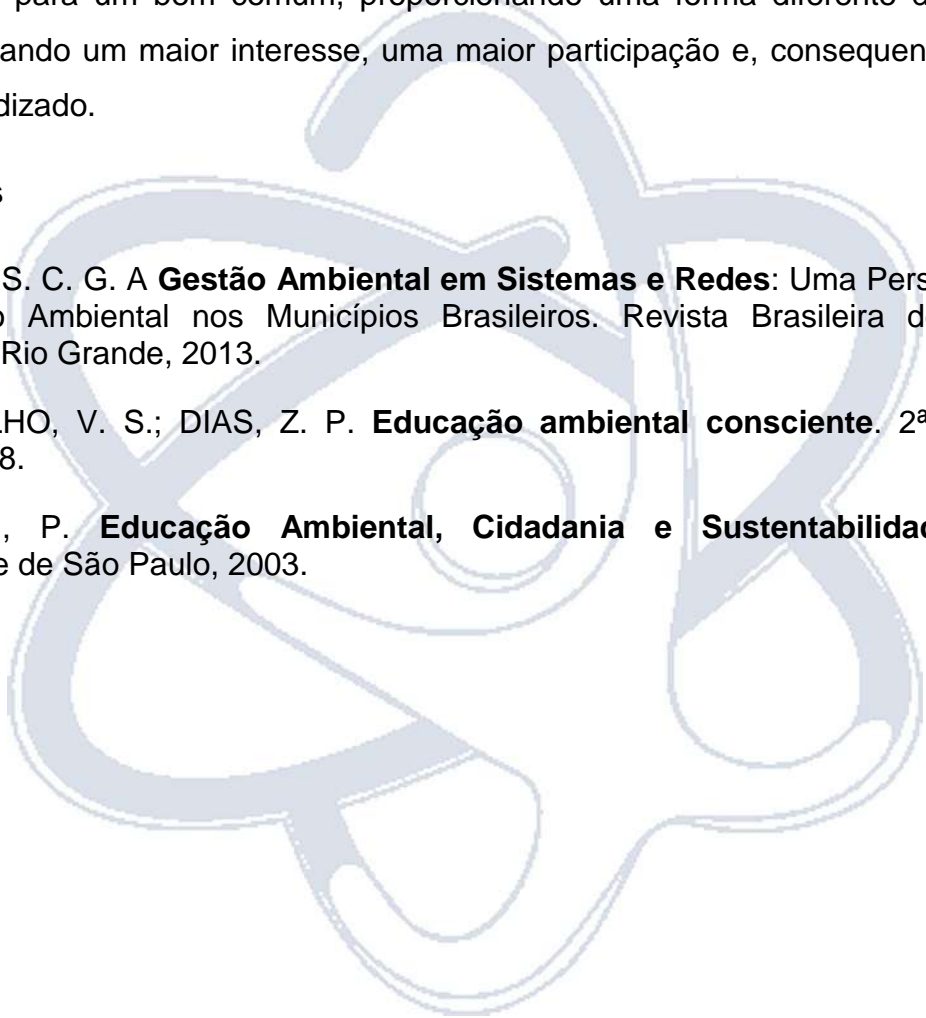 para um bem comum, proporcionando uma forma diferente
ando um maior interesse, uma maior participação e, consequen
dizado.
s
S. C. G. A Gestão Ambiental em Sistemas e Redes: Uma Pers
o Ambiental nos Municípios Brasileiros. Revista Brasileira d
Rio Grande, 2013.
LHO, V. S.; DIAS, Z. P. Educação ambiental consciente. 2ª
8.
, P. Educação Ambiental, Cidadania e Sustentabilida
e de São Paulo, 2003.